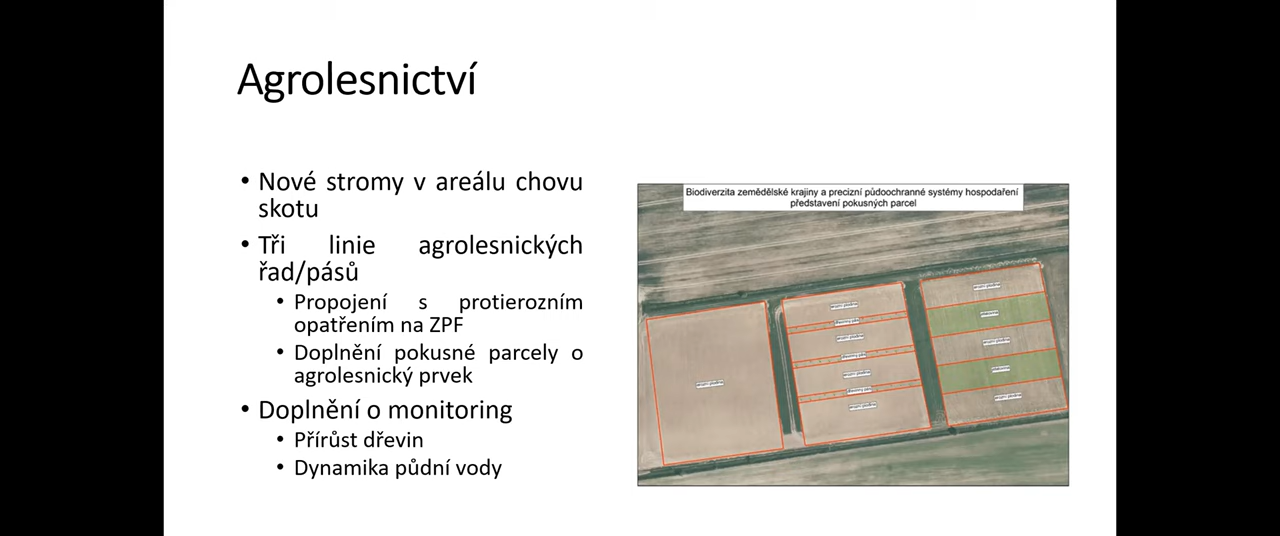 Agrolesnictví
• Nové stromy v areálu chovu
skotu
• Tři linie agrolesnických
řad/pásů
• Propojení s protierozním
opatřením na ZPF
• Doplnění pokusné parcely o
agrolesnický prvek
• Doplnění o monitoring
• Přírůst dřevin
• Dynamika půdní vody
Biodiverzita zemědělské krajiny a precizní půdoochranné systémy hospodaření
představení pokusných parcel